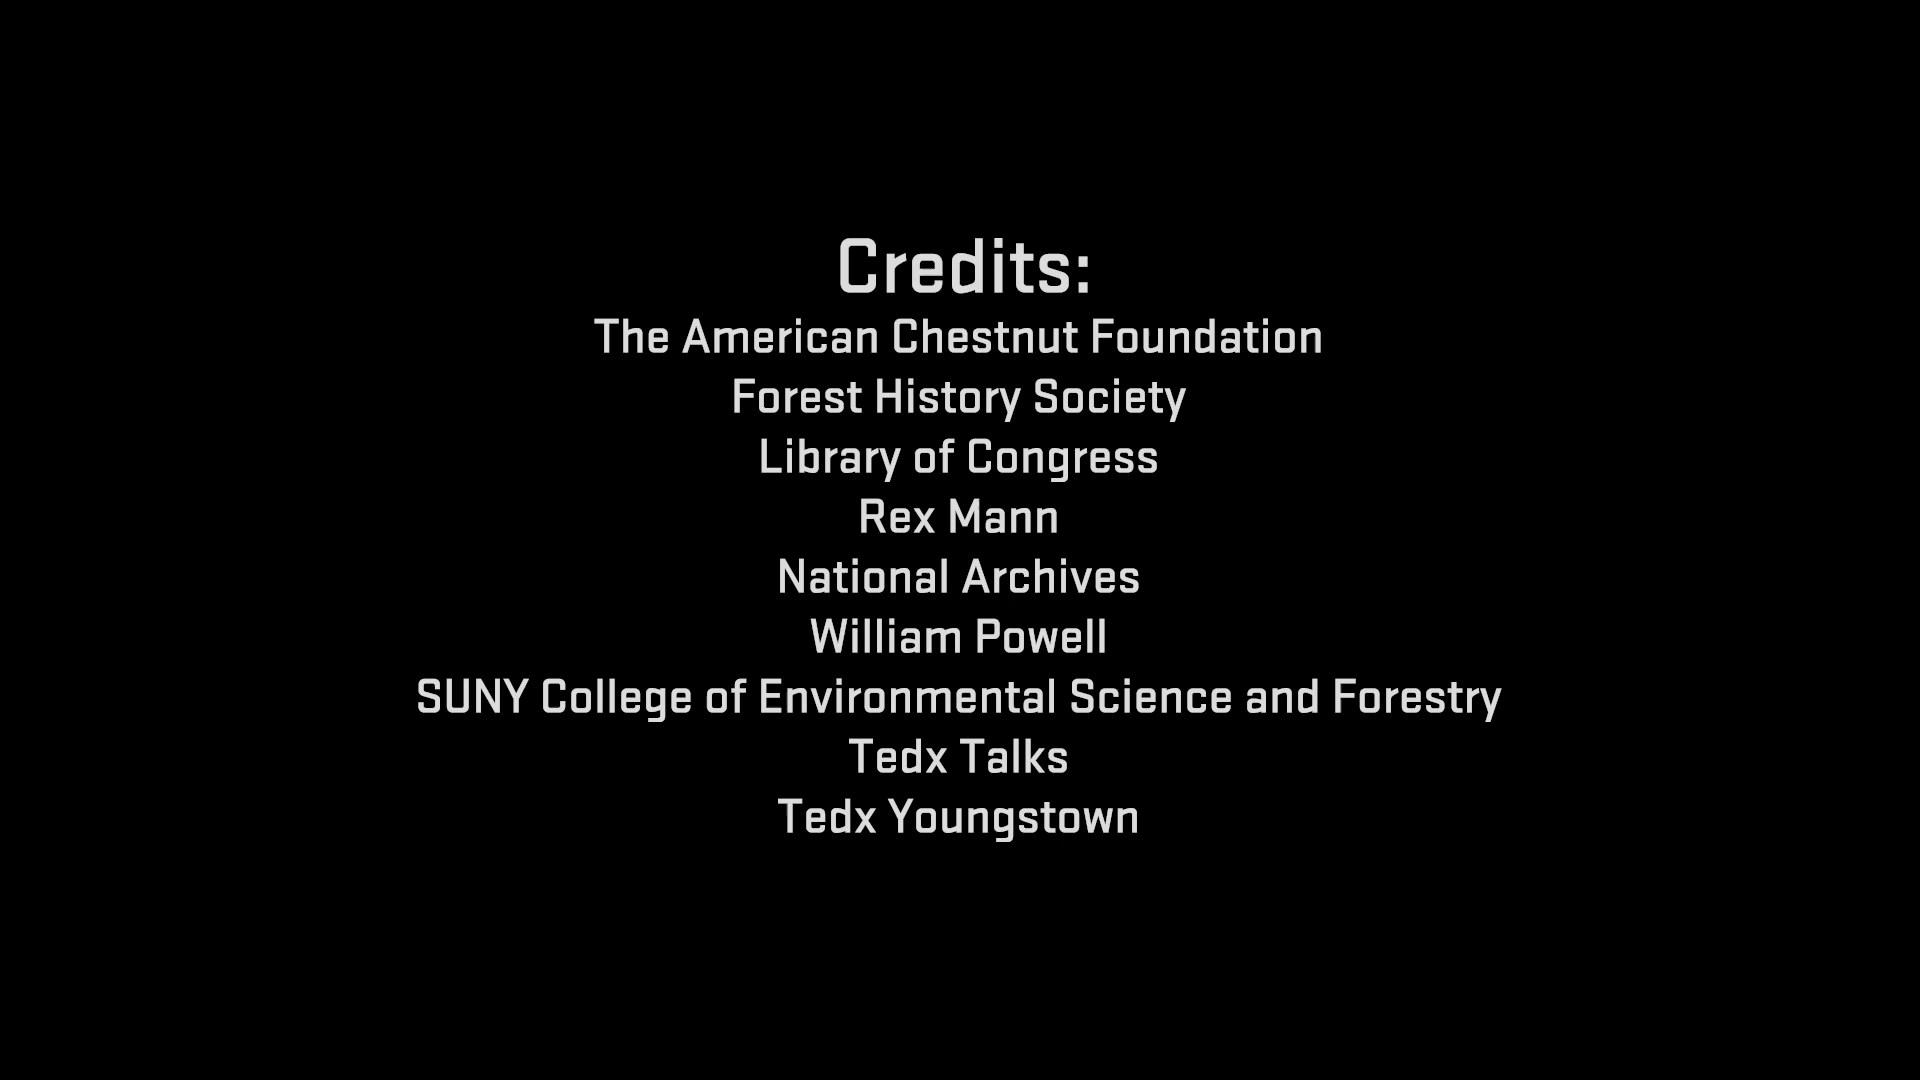 Credits:
The American Chestnut Foundation
Forest History Society
Library of Congress
Rex Mann
National Archives
William Powell
SUNY College of Environmental Science and Forestry
Tedx Talks
Tedx Youngstown